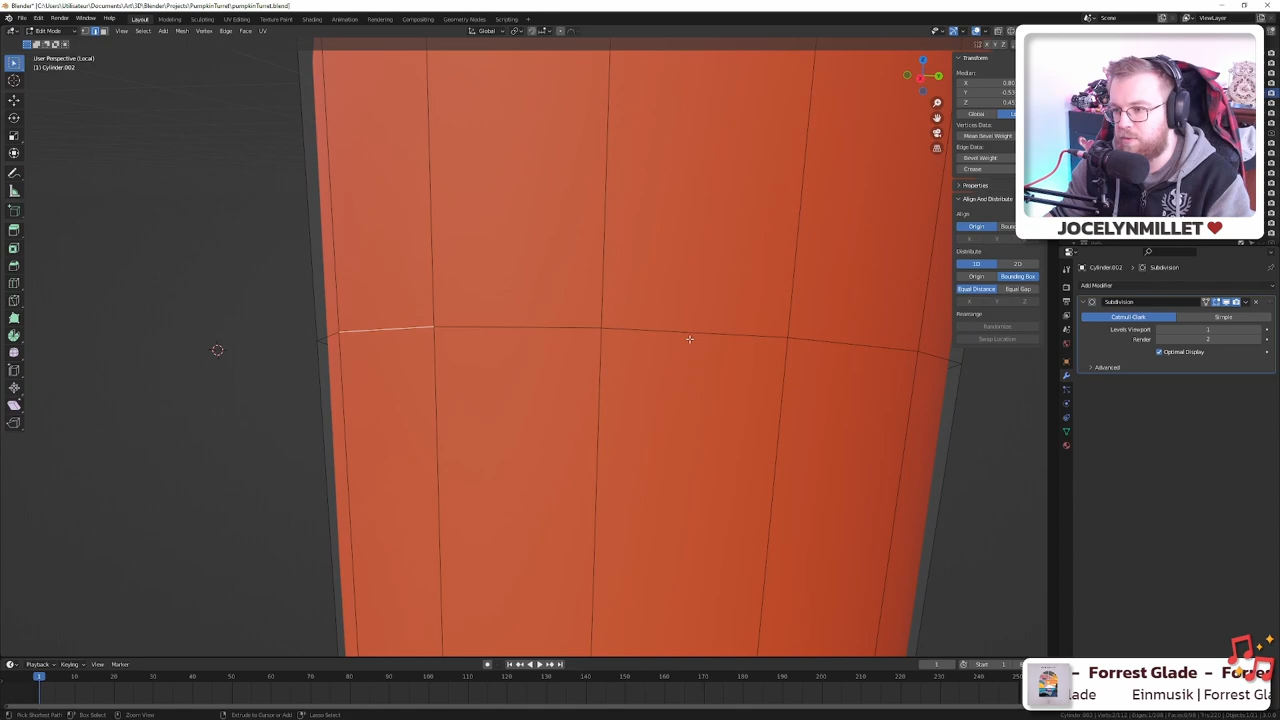 Blender* [C:\Users\Utilisateur\Documents\Art\3D\Blender\Projects\PumpkinTurret\pumpkinTurret.blend]
File Edit Render Window Help Layout Modeling Sculpting UV Editing Texture Paint Shading Animation Rendering Compositing Geometry Nodes Scripting + Scene ViewLayer
Edit Mode View Select Add Mesh Vertex Edge Face UV Global
X Y Z
User Perspective (Local)
(1) Cylinder.002
Transform
Median:
X 0.80
Y -0.53
Z 0.45
Global
Vertices Data:
Mean Bevel Weight
Edge Data:
Bevel Weight
Crease
Properties
Align And Distribute
Align
Origin
X Y
Distribute
1D 2D
Origin Bounding Box
Equal Distance Equal Gap
X Y Z
Rearrange
Randomize
Swap Location
JOCELYNMILLET
Cylinder.002 Subdivision
Add Modifier
Subdivision
Catmull-Clark Simple
Levels Viewport 1
Render 2
Optimal Display
Advanced
Playback Keying View Marker 1 Start 1
1 10 20 30 40 50 60 70 80 90 100 110 120 130 140 150 160 170 180 190 200 210 220 230 240 250
- Forrest Glade - Forre
lade Einmusik | Forrest Gla
Pick Shortest Path Box Select Zoom View Extrude to Cursor or Add Lasso Select